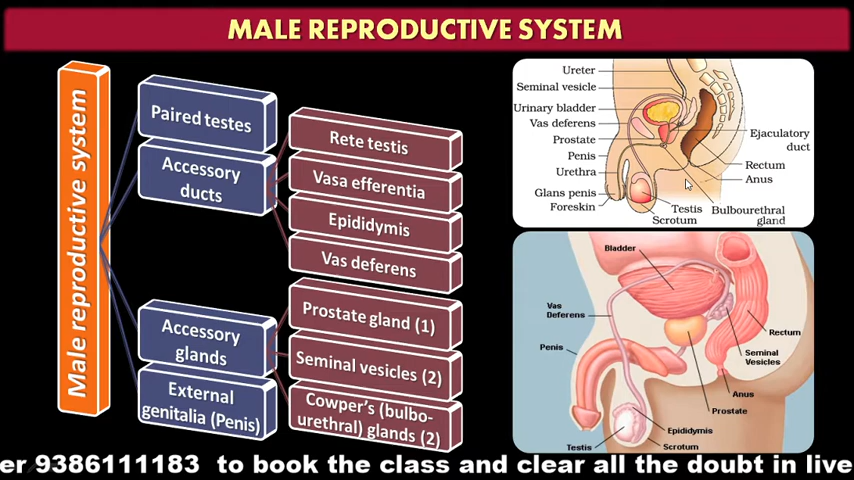 MALE REPRODUCTIVE SYSTEM
Male reproductive system
Paired testes
Accessory
ducts
Accessory
glands
External
genitalia (Penis)
Rete testis
Vasa efferentia
Epididymis
Vas deferens
Prostate gland (1)
Seminal vesicles (2)
Cowper's (bulbo-
urethral) glands (2)
Ureter
Seminal vesicle
Urinary bladder
Vas deferens
Prostate
Penis
Urethra
Glans penis
Foreskin
Ejaculatory
duct
Rectum
Anus
Testis
Scrotum
Bulbourethral
gland
Bladder
Vas
Deferens
Penis
Rectum
Seminal
Vesicles
Anus
Prostate
Epididymis
Testis
Scrotum
er 9386111183 to book the class and clear all the doubt in live